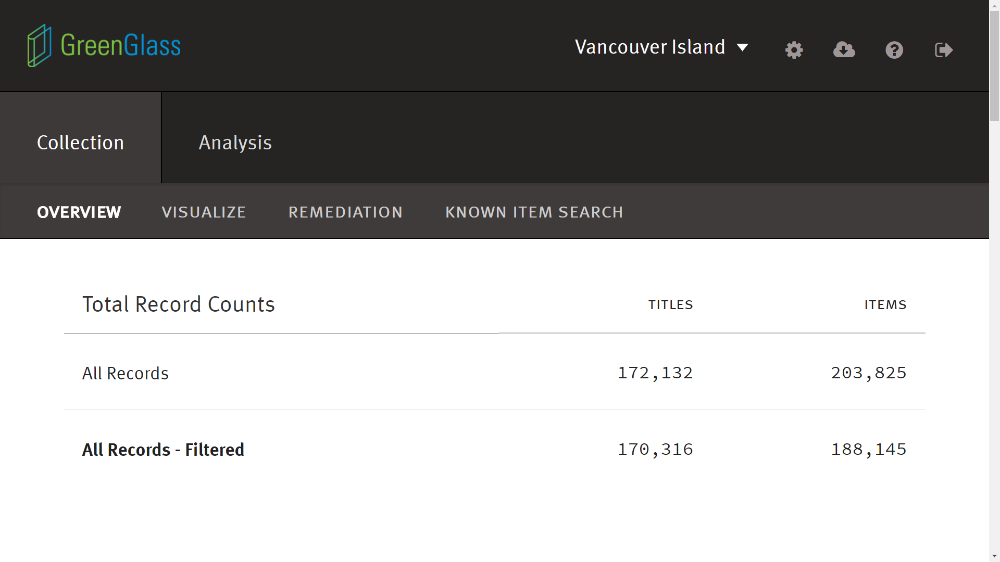 GreenGlass
Vancouver Island
Collection Analysis
OVERVIEW VISUALIZE REMEDIATION KNOWN ITEM SEARCH
Total Record Counts TITLES ITEMS
All Records 172,132 203,825
All Records - Filtered 170,316 188,145